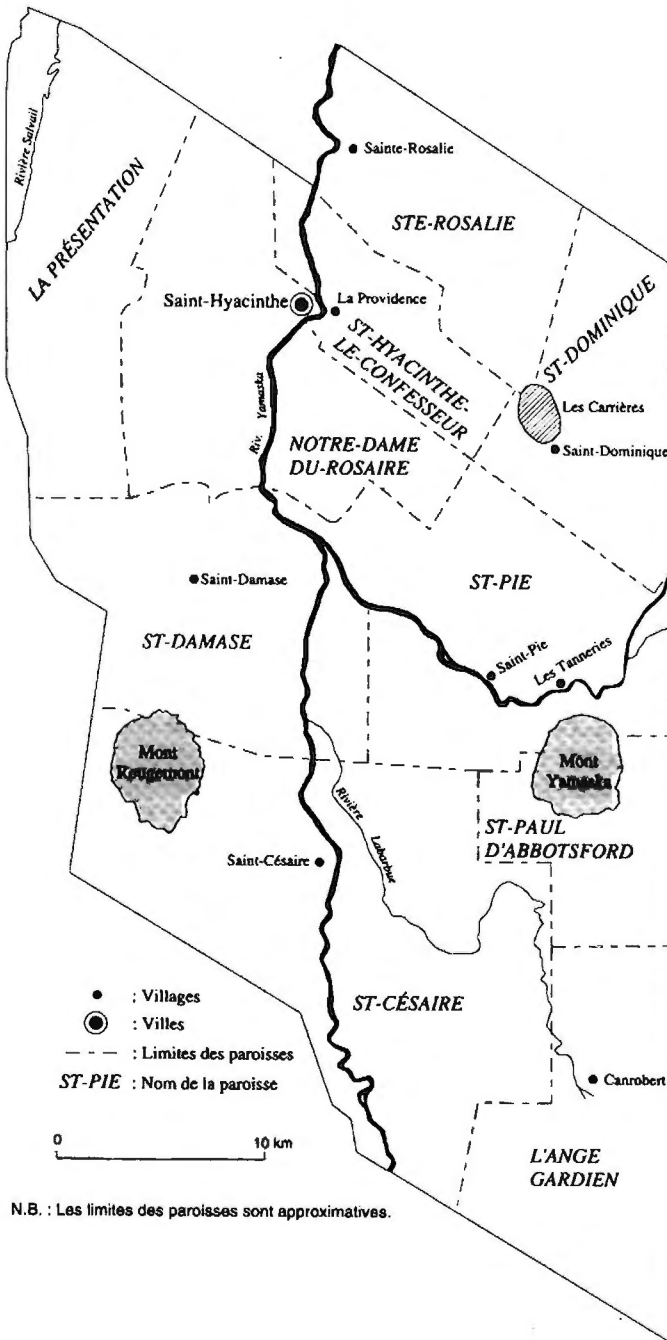 Rivière Salvail
Sainte-Rosalie
LA PRÉSENTATION
STE-ROSALIE
Saint-Hyacinthe
La Providence
ST-DOMINIQUE
ST-HYACINTHE-
LE-CONFESSEUR
Les Carrières
Riv. Yamaska
NOTRE-DAME
DU-ROSAIRE
Saint-Dominique
Saint-Damase
ST-PIE
ST-DAMASE
Saint-Pie
Les Tanneries
Mont
Rougemont
Mont
Yamaska
Rivière Labarbue
ST-PAUL
D'ABBOTSFORD
Saint-Césaire
ST-CÉSAIRE
Canrobert
L'ANGE
GARDIEN
: Villages
: Villes
: Limites des paroisses
ST-PIE : Nom de la paroisse
0 10 km
N.B. : Les limites des paroisses sont approximatives.